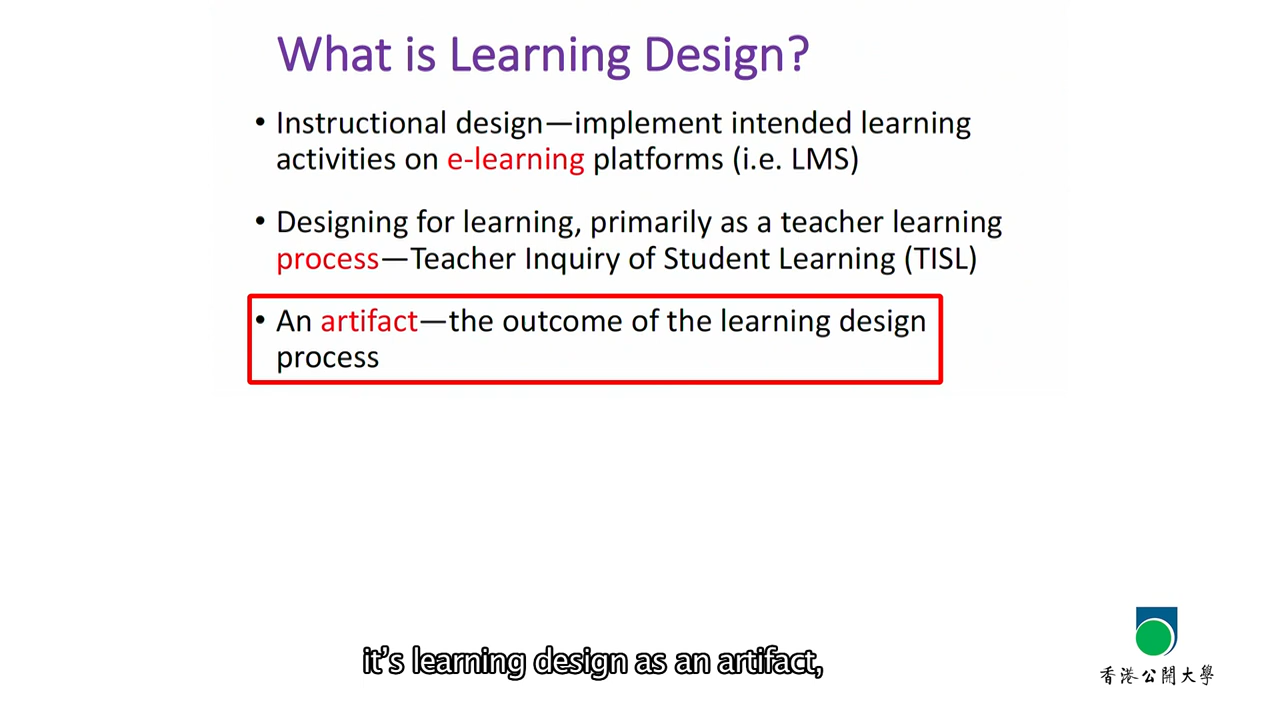 What is Learning Design?
• Instructional design—implement intended learning
activities on e-learning platforms (i.e. LMS)
• Designing for learning, primarily as a teacher learning
process—Teacher Inquiry of Student Learning (TISL)
• An artifact—the outcome of the learning design
process
it's learning design as an artifact,
香港公開大學